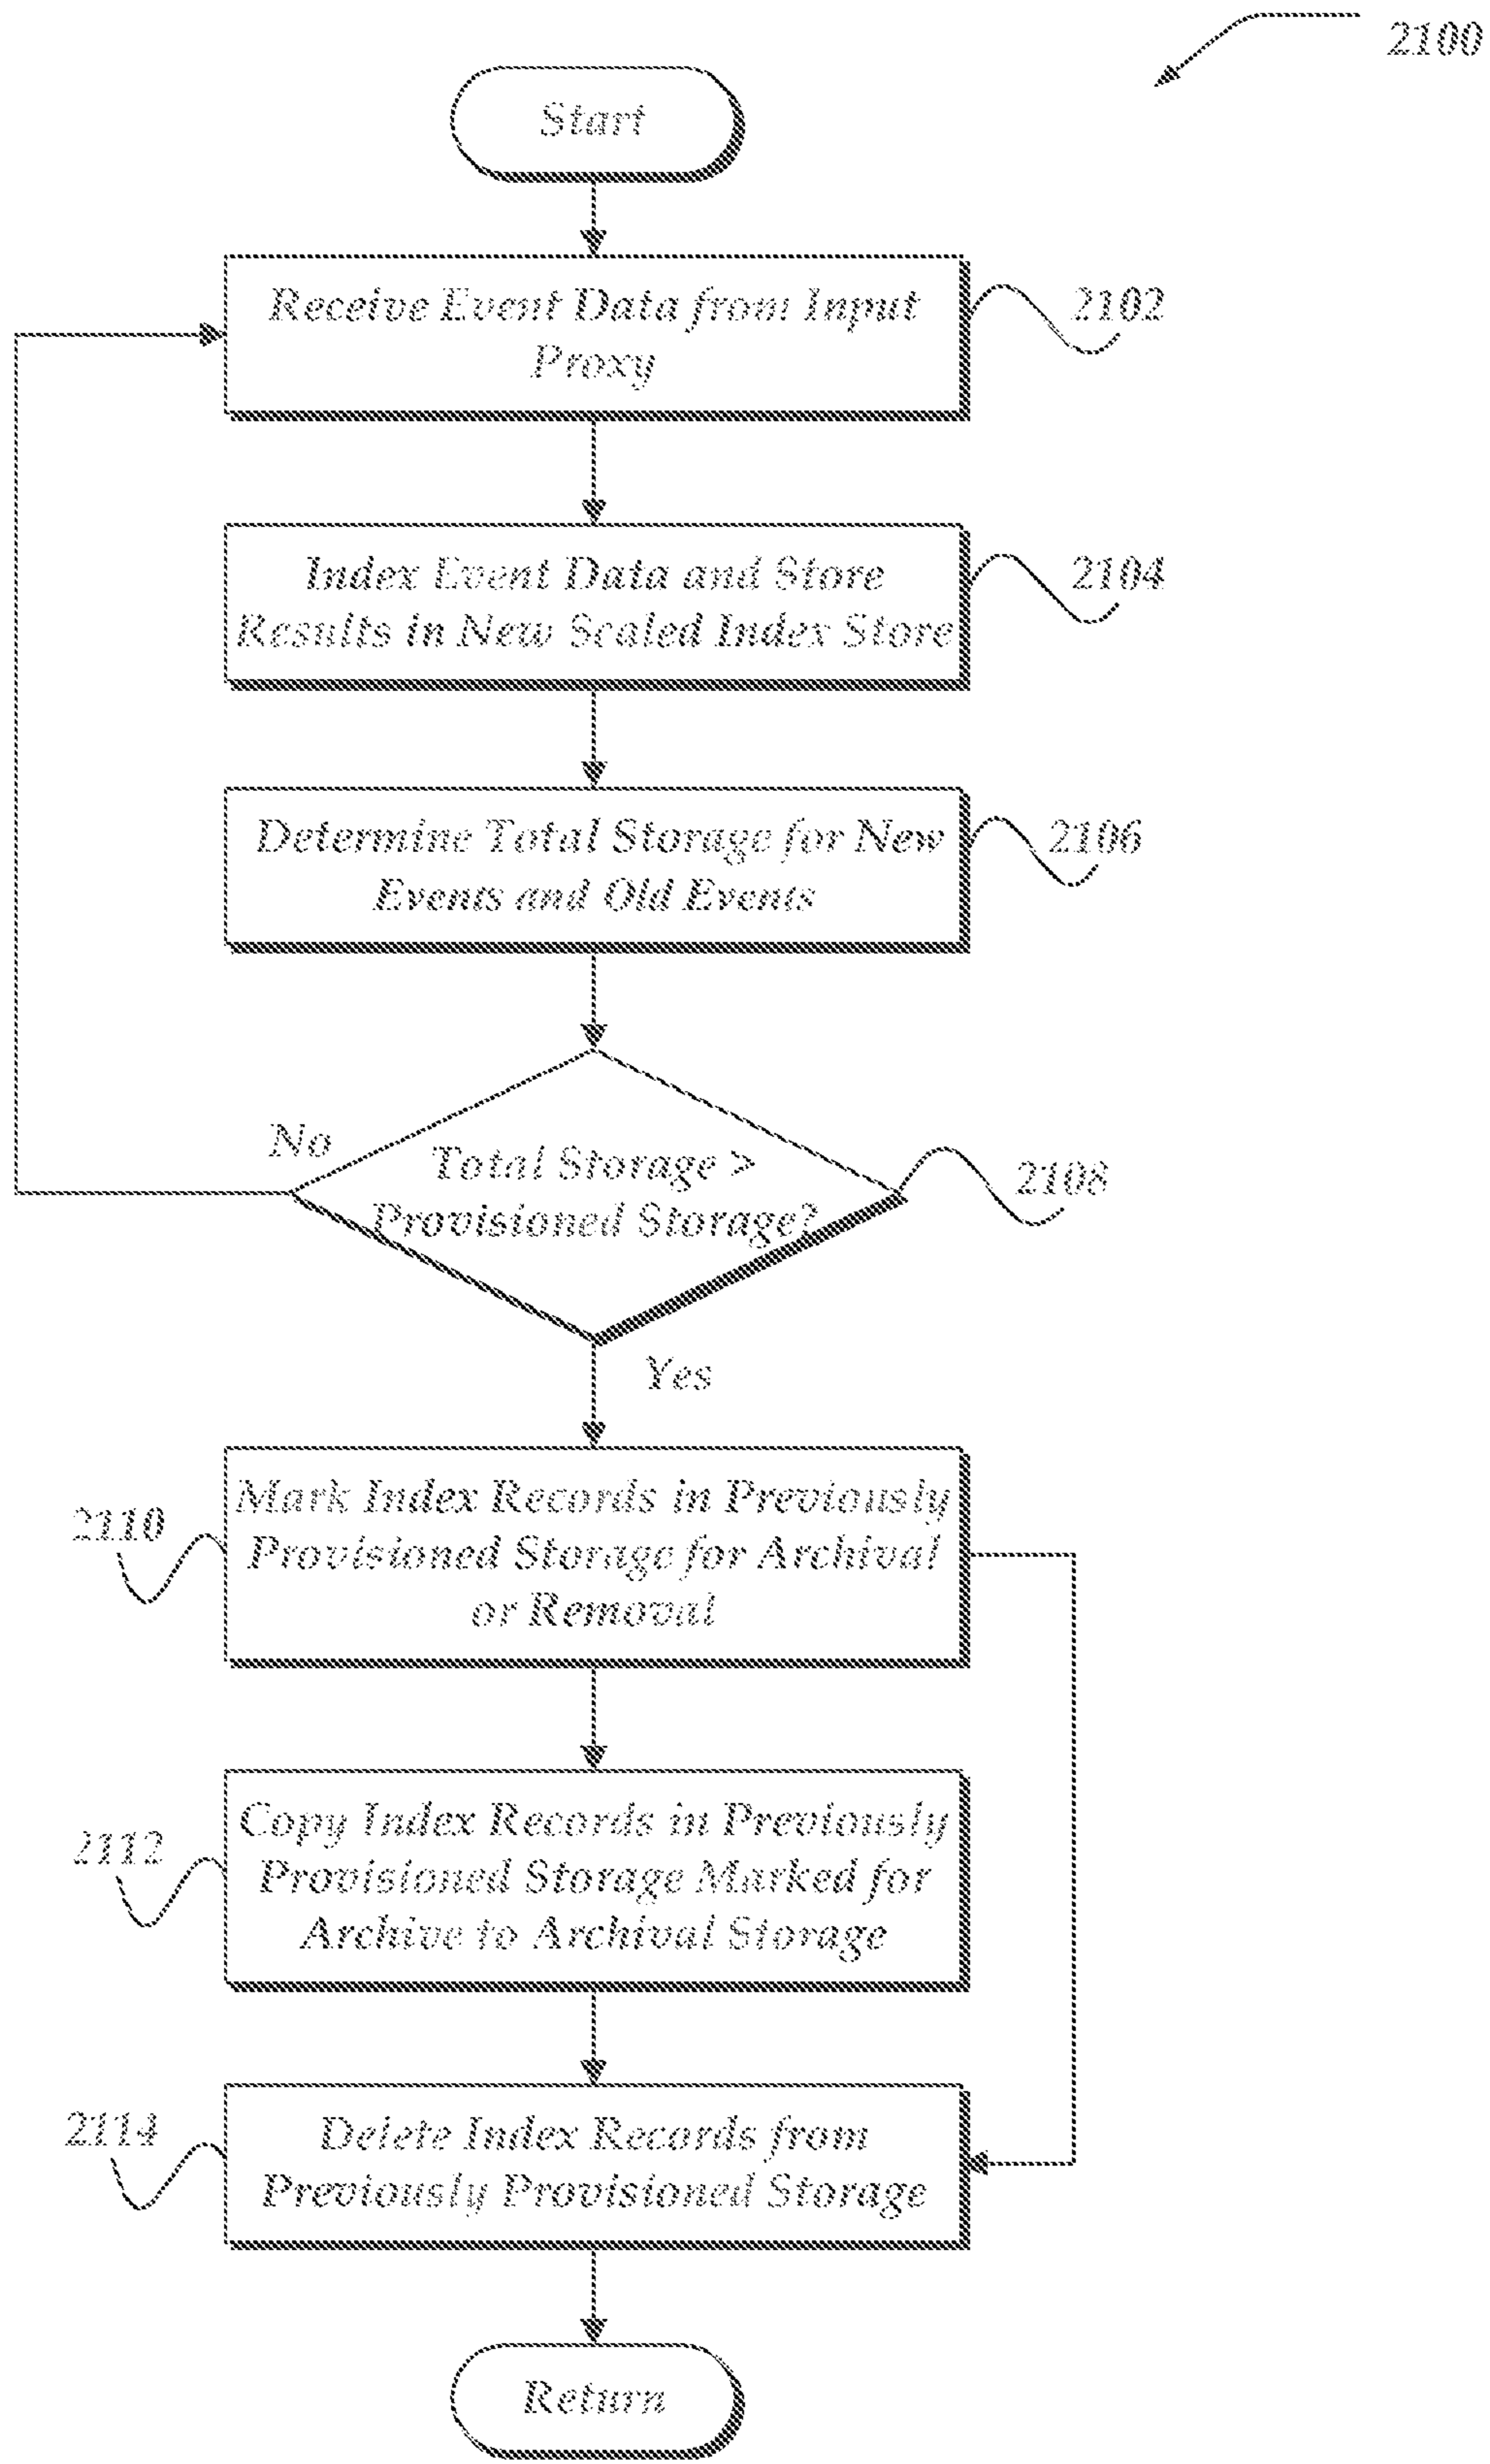 2100
Start
Receive Event Data from Input
Proxy
2102
Index Event Data and Store
Results in New Scaled Index Store
2104
Determine Total Storage for New
Events and Old Events
2106
No
Total Storage >
Provisioned Storage?
2108
Yes
Mark Index Records in Previously
Provisioned Storage for Archival
or Removal
2110
Copy Index Records in Previously
Provisioned Storage Marked for
Archive to Archival Storage
2112
Delete Index Records from
Previously Provisioned Storage
2114
Return